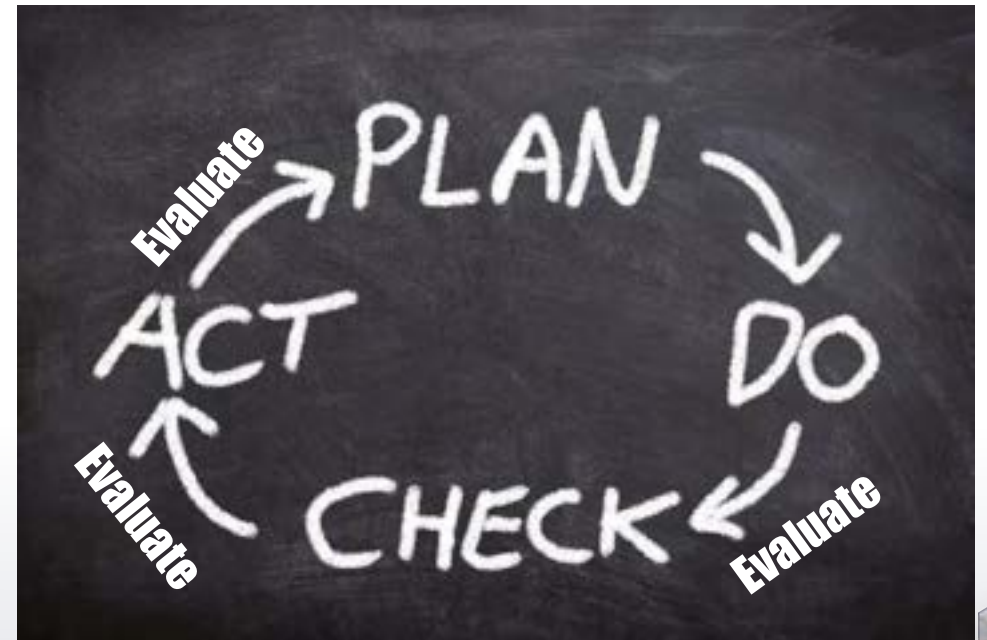 Evaluate
PLAN
ACT
DO
Evaluate
CHECK
Evaluate